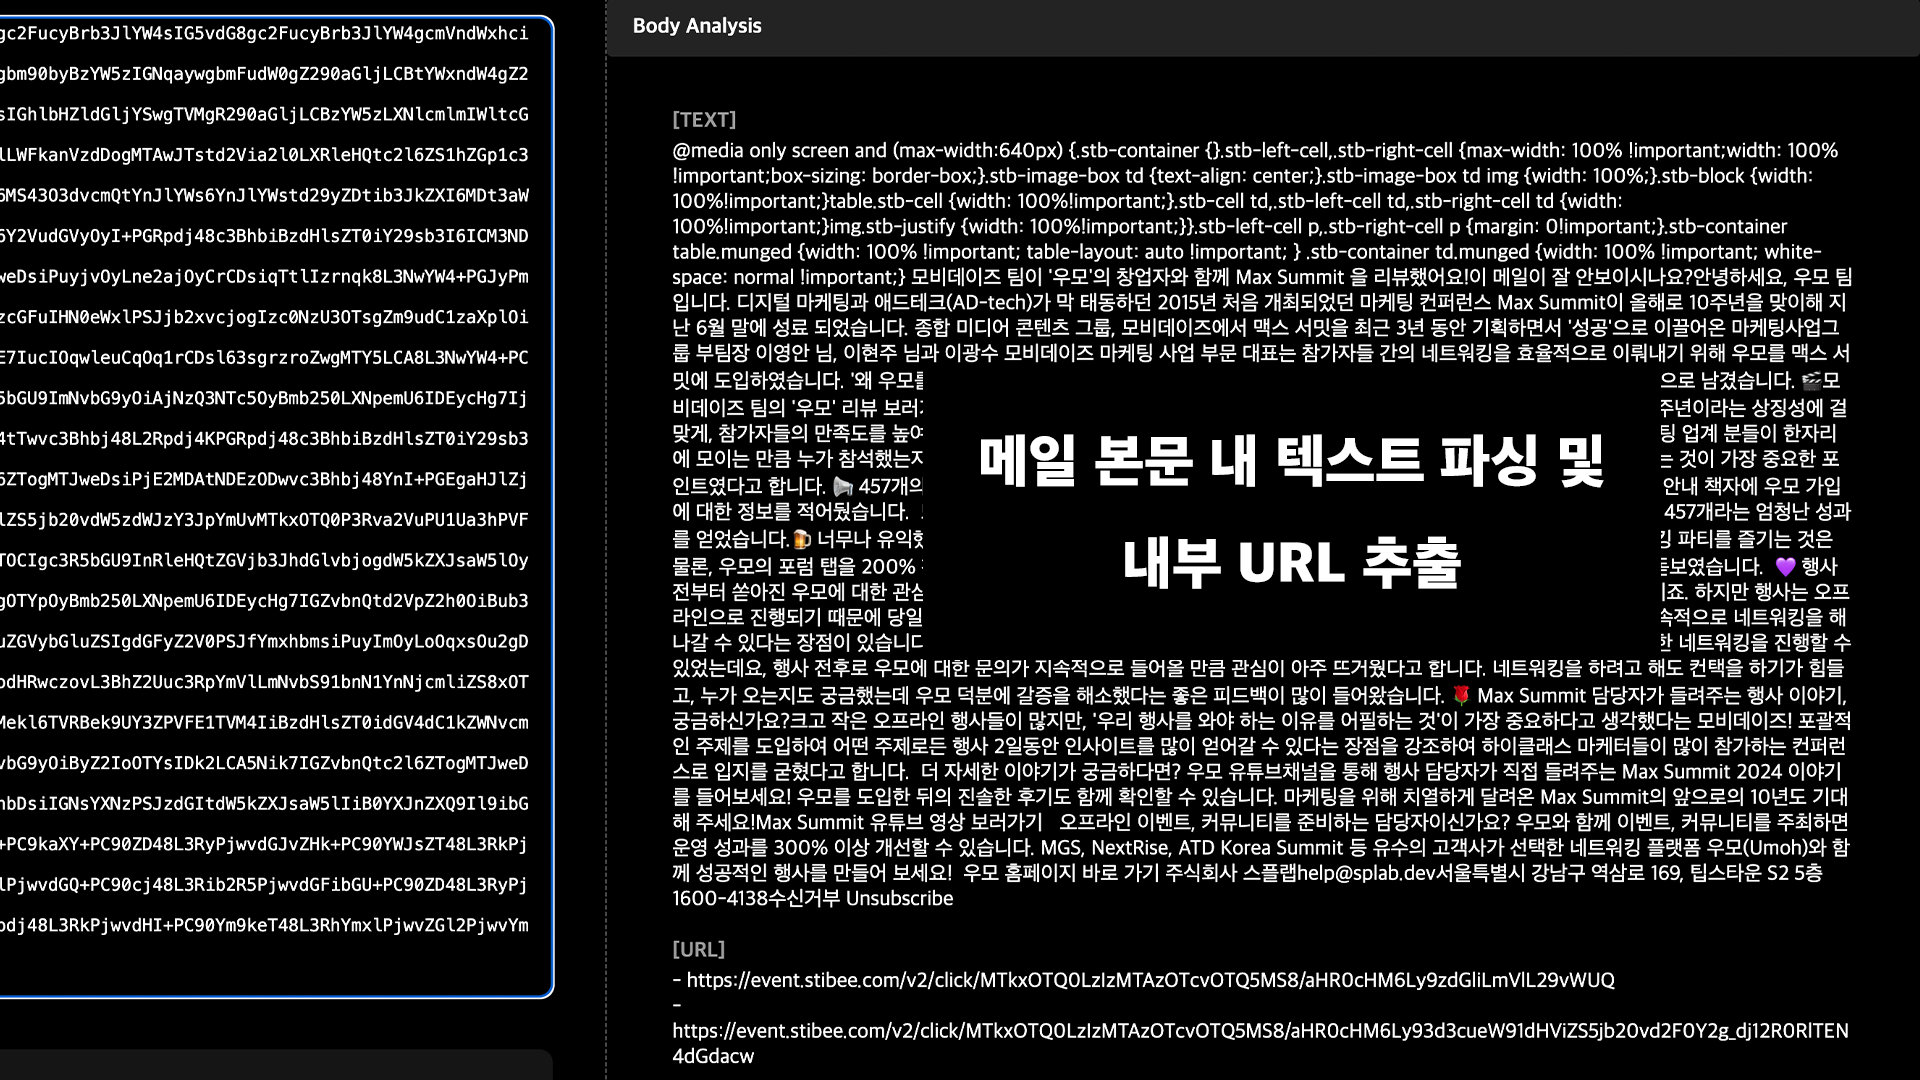 gc2FucyBrb3JlYW4sIG5vdG8gc2FucyBrb3JlYW4gcmVndWxhci
gbm90byBzYW5zIGNqaywgbmFudW0gZ290aGljLCBtYWxndW4gZ2
sIGhlbHZldGljYSwgTVMgR290aGljLCBzYW5zLXNlcmlmIWltcG
lLWFkanVzdDogMTAwJTstd2Via2l0LXRleHQtc2l6ZS1hZGp1c3
6MS43O3dvcmQtYnJlYWs6YnJlYWstd29yZDtib3JkZXI6MDt3aW
6Y2VudGVyOyI+PGRpdj48c3BhbiBzdHlsZT0iY29sb3I6ICM3ND
weDsiPuyjvOyLne2ajOyCrCDsiqTtlIzrnqk8L3NwYW4+PGJyPm
zcGFuIHN0eWxlPSJjb2xvcjogIzc0NzU3OTsgZm9udC1zaXplOi
E7IucIOqwleuCqOq1rCDsl63sgrzroZwgMTY5LCA8L3NwYW4+PC
5bGU9ImNvbG9yOiAjNzQ3NTc5OyBmb250LXNpemU6IDEycHg7Ij
4tTwvc3Bhbj48L2Rpdj4KPGRpdj48c3BhbiBzdHlsZT0iY29sb3
6ZTogMTJweDsiPjE2MDAtNDEzODwvc3Bhbj48YnI+PGEgaHJlZj
lZS5jb20vdW5zdWJzY3JpYmUvMTkxOTQ0P3Rva2VuPU1Ua3hPVF
TOCIgc3R5bGU9InRleHQtZGVjb3JhdGlvbjogdW5kZXJsaW5lOy
gOTYpOyBmb250LXNpemU6IDEycHg7IGZvbnQtd2VpZ2h0OiBub3
uZGVybGluZSIgdGFyZ2V0PSJfYmxhbmsiPuyImOyLoOqxsOu2gD
odHRwczovL3BhZ2Uuc3RpYmVlLmNvbS91bnN1YnNjcmliZS8xOT
Mekl6TVRBek9UY3ZPVFE1TVM4IiBzdHlsZT0idGV4dC1kZWNvcm
vbG9yOiByZ2IoOTYsIDk2LCA5Nik7IGZvbnQtc2l6ZTogMTJweD
nbDsiIGNsYXNzPSJzdGItdW5kZXJsaW5lIiB0YXJnZXQ9Il9ibG
+PC9kaXY+PC90ZD48L3RyPjwvdGJvZHk+PC90YWJsZT48L3RkPj
lPjwvdGQ+PC90cj48L3Rib2R5PjwvdGFibGU+PC90ZD48L3RyPj
pdj48L3RkPjwvdHI+PC90Ym9keT48L3RhYmxlPjwvZGl2PjwvYm
Body Analysis
[TEXT]
@media only screen and (max-width:640px) {.stb-container {}.stb-left-cell,.stb-right-cell {max-width: 100% !important;width: 100%
!important;box-sizing: border-box;}.stb-image-box td {text-align: center;}.stb-image-box td img {width: 100%;}.stb-block {width:
100%!important;}table.stb-cell {width: 100%!important;}.stb-cell td,.stb-left-cell td,.stb-right-cell td {width:
100%!important;}img.stb-justify {width: 100%!important;}}.stb-left-cell p,.stb-right-cell p {margin: 0!important;}.stb-container
table.munged {width: 100% !important; table-layout: auto !important; } .stb-container td.munged {width: 100% !important; white-
space: normal !important;} 모비데이즈 팀이 '우모'의 창업자와 함께 Max Summit 을 리뷰했어요!이 메일이 잘 안보이시나요?안녕하세요, 우모 팀
입니다. 디지털 마케팅과 애드테크(AD-tech)가 막 태동하던 2015년 처음 개최되었던 마케팅 컨퍼런스 Max Summit이 올해로 10주년을 맞이해 지
난 6월 말에 성료 되었습니다. 종합 미디어 콘텐츠 그룹, 모비데이즈에서 맥스 서밋을 최근 3년 동안 기획하면서 '성공'으로 이끌어온 마케팅사업그
룹 부팀장 이영안 님, 이현주 님과 이광수 모비데이즈 마케팅 사업 부문 대표는 참가자들 간의 네트워킹을 효율적으로 이뤄내기 위해 우모를 맥스 서
밋에 도입하였습니다. '왜 우모를 으로 남겼습니다. 🎬모
비데이즈 팀의 '우모' 리뷰 보러 주년이라는 상징성에 걸
맞게, 참가자들의 만족도를 높여 팅 업계 분들이 한자리
에 모이는 만큼 누가 참석했는지 는 것이 가장 중요한 포
인트였다고 합니다. 📢 457개의 안내 책자에 우모 가입
에 대한 정보를 적어뒀습니다. 457개라는 엄청난 성과
를 얻었습니다.🍺 너무나 유익했 킹 파티를 즐기는 것은
물론, 우모의 포럼 탭을 200% 돋보였습니다. 💜 행사
전부터 쏟아진 우모에 대한 관심 이죠. 하지만 행사는 오프
라인으로 진행되기 때문에 당일 속적으로 네트워킹을 해
나갈 수 있다는 장점이 있습니다 한 네트워킹을 진행할 수
있었는데요, 행사 전후로 우모에 대한 문의가 지속적으로 들어올 만큼 관심이 아주 뜨거웠다고 합니다. 네트워킹을 하려고 해도 컨택을 하기가 힘들
고, 누가 오는지도 궁금했는데 우모 덕분에 갈증을 해소했다는 좋은 피드백이 많이 들어왔습니다. 🌹 Max Summit 담당자가 들려주는 행사 이야기,
궁금하신가요?크고 작은 오프라인 행사들이 많지만, '우리 행사를 와야 하는 이유를 어필하는 것'이 가장 중요하다고 생각했다는 모비데이즈! 포괄적
인 주제를 도입하여 어떤 주제로든 행사 2일동안 인사이트를 많이 얻어갈 수 있다는 장점을 강조하여 하이클래스 마케터들이 많이 참가하는 컨퍼런
스로 입지를 굳혔다고 합니다.  더 자세한 이야기가 궁금하다면? 우모 유튜브채널을 통해 행사 담당자가 직접 들려주는 Max Summit 2024 이야기
를 들어보세요! 우모를 도입한 뒤의 진솔한 후기도 함께 확인할 수 있습니다. 마케팅을 위해 치열하게 달려온 Max Summit의 앞으로의 10년도 기대
해 주세요!Max Summit 유튜브 영상 보러가기   오프라인 이벤트, 커뮤니티를 준비하는 담당자이신가요? 우모와 함께 이벤트, 커뮤니티를 주최하면
운영 성과를 300% 이상 개선할 수 있습니다. MGS, NextRise, ATD Korea Summit 등 유수의 고객사가 선택한 네트워킹 플랫폼 우모(Umoh)와 함
께 성공적인 행사를 만들어 보세요!  우모 홈페이지 바로 가기 주식회사 스플랩help@splab.dev서울특별시 강남구 역삼로 169, 팁스타운 S2 5층
1600-4138수신거부 Unsubscribe
메일 본문 내 텍스트 파싱 및
내부 URL 추출
[URL]
- https://event.stibee.com/v2/click/MTkxOTQ0LzIzMTAzOTcvOTQ5MS8/aHR0cHM6Ly9zdGliLmVlL29vWUQ
-
https://event.stibee.com/v2/click/MTkxOTQ0LzIzMTAzOTcvOTQ5MS8/aHR0cHM6Ly93d3cueW91dHViZS5jb20vd2F0Y2g_dj12R0RlTEN
4dGdacw